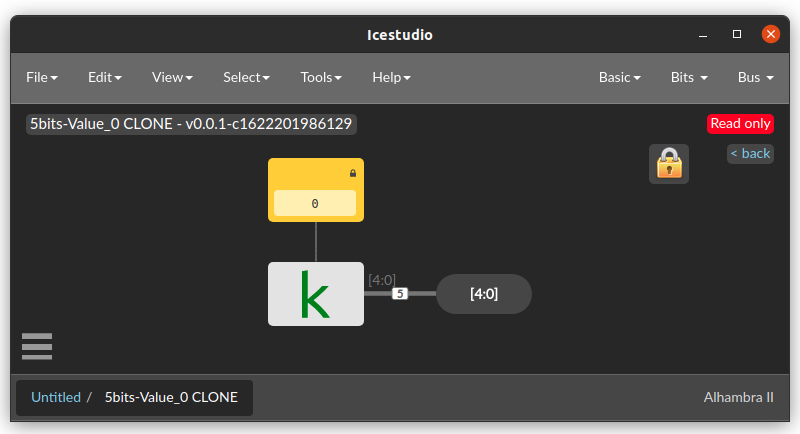 Icestudio
File Edit View Select Tools Help Basic Bits Bus
5bits-Value_0 CLONE - v0.0.1-c1622201986129
Read only
< back
0
k
[4:0]
5
[4:0]
Untitled / 5bits-Value_0 CLONE
Alhambra II